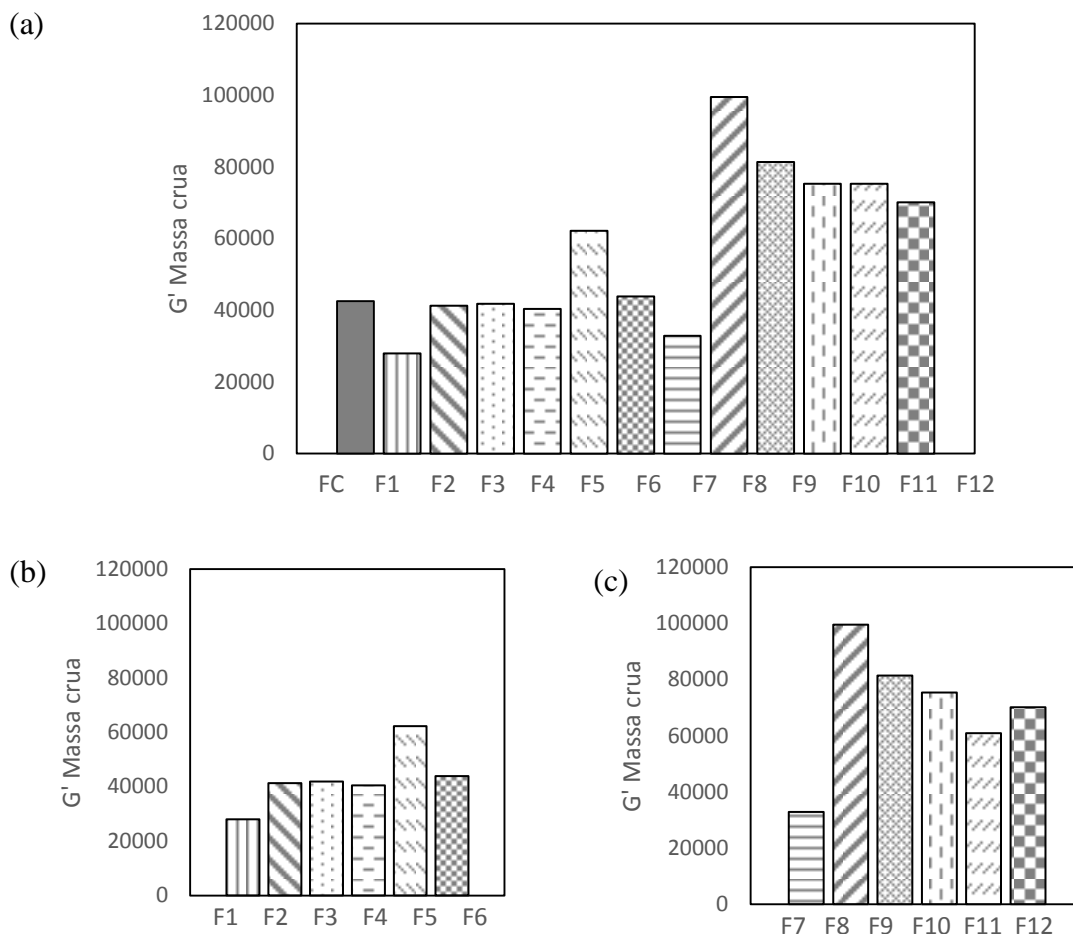 (a)
120000
100000
80000
60000
40000
20000
0
G' Massa crua
FC F1 F2 F3 F4 F5 F6 F7 F8 F9 F10 F11 F12
(b)
120000
100000
80000
60000
40000
20000
0
G' Massa crua
F1 F2 F3 F4 F5 F6
(c)
120000
100000
80000
60000
40000
20000
0
G' Massa crua
F7 F8 F9 F10 F11 F12